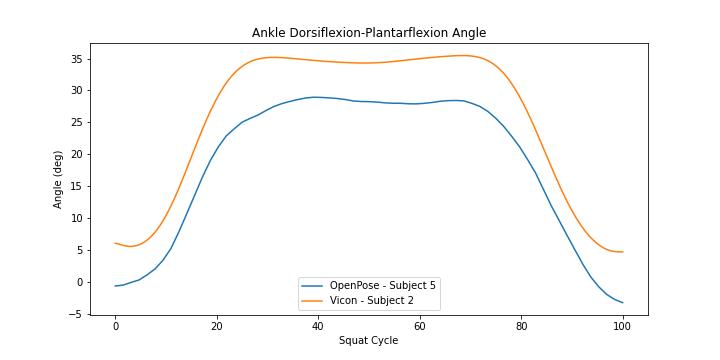 Ankle Dorsiflexion-Plantarflexion Angle
35
30
25
20
15
10
5
0
−5
Angle (deg)
OpenPose - Subject 5
Vicon - Subject 2
0 20 40 60 80 100
Squat Cycle